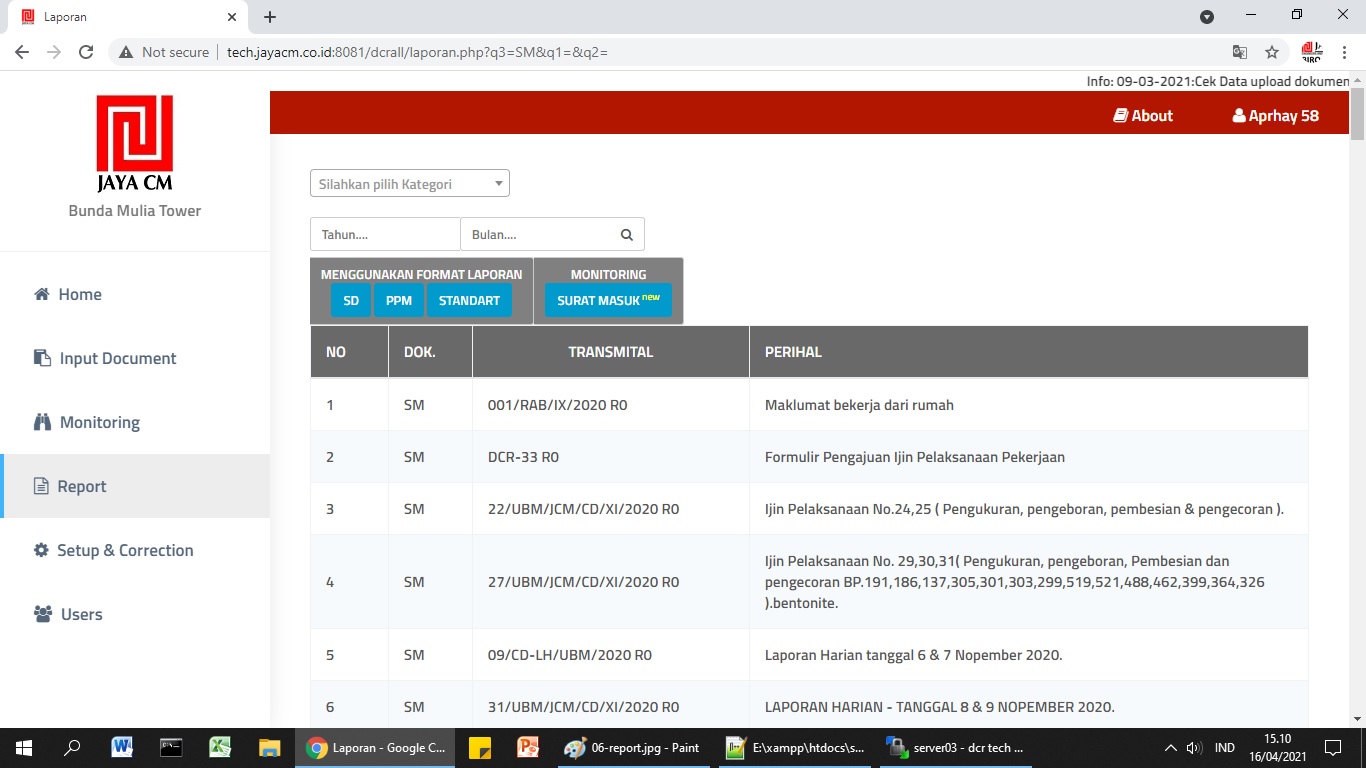 Laporan
Not secure
tech.jayacm.co.id:8081/dcrall/laporan.php?q3=SM&q1=&q2=
Info: 09-03-2021:Cek Data upload dokumen
JAYA CM
Bunda Mulia Tower
About
Aprhay 58
Home
Input Document
Monitoring
Report
Setup & Correction
Users
Silahkan pilih Kategori
Tahun.... Bulan....
MENGGUNAKAN FORMAT LAPORAN MONITORING
SD PPM STANDART SURAT MASUK new
NO DOK. TRANSMITAL PERIHAL
1 SM 001/RAB/IX/2020 R0 Maklumat bekerja dari rumah
2 SM DCR-33 R0 Formulir Pengajuan Ijin Pelaksanaan Pekerjaan
3 SM 22/UBM/JCM/CD/XI/2020 R0 Ijin Pelaksanaan No.24,25 ( Pengukuran, pengeboran, pembesian & pengecoran ).
4 SM 27/UBM/JCM/CD/XI/2020 R0 Ijin Pelaksanaan No. 29,30,31( Pengukuran, pengeboran, Pembesian dan
pengecoran BP.191,186,137,305,301,303,299,519,521,488,462,399,364,326
).bentonite.
5 SM 09/CD-LH/UBM/2020 R0 Laporan Harian tanggal 6 & 7 Nopember 2020.
6 SM 31/UBM/JCM/CD/XI/2020 R0 LAPORAN HARIAN - TANGGAL 8 & 9 NOPEMBER 2020.
Laporan - Google C...
06-report.jpg - Paint
E:\xampp\htdocs\s...
server03 - dcr tech ...
IND
15.10
16/04/2021